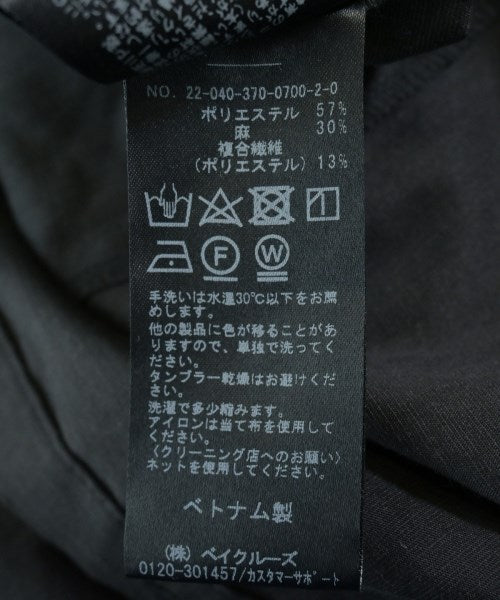 NO. 22-040-370-0700-2-0
ポリエステル 57%
麻 30%
複合繊維
(ポリエステル) 13%
F W
手洗いは水温30℃以下をお薦
めします。
他の製品に色が移ることがあ
りますので、単独で洗ってく
ださい。
タンブラー乾燥はお避けくだ
さい。
洗濯で多少縮みます。
アイロンは当て布を使用して
ください。
〈クリーニング店へのお願い〉
ネットを使用してください。
ベトナム製
(株) ベイクルーズ
0120-301457/カスタマーサポート